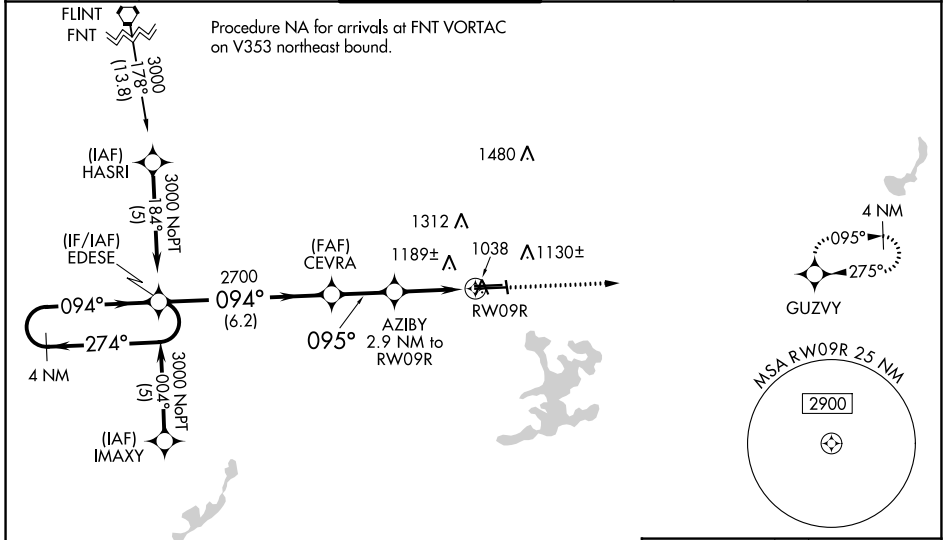 FLINT
FNT
Procedure NA for arrivals at FNT VORTAC
on V353 northeast bound.
3000
178°
(13.8)
(IAF)
HASRI
3000 NoPT
184°
(5)
(IF/IAF)
EDESE
094°
274°
4 NM
3000 NoPT
004°
(5)
(IAF)
IMAXY
2700
094°
(6.2)
(FAF)
CEVRA
095°
AZIBY
2.9 NM to
RW09R
1480
1312
1189±
1038
1130±
RW09R
4 NM
095°
275°
GUZVY
MSA RW09R 25 NM
2900